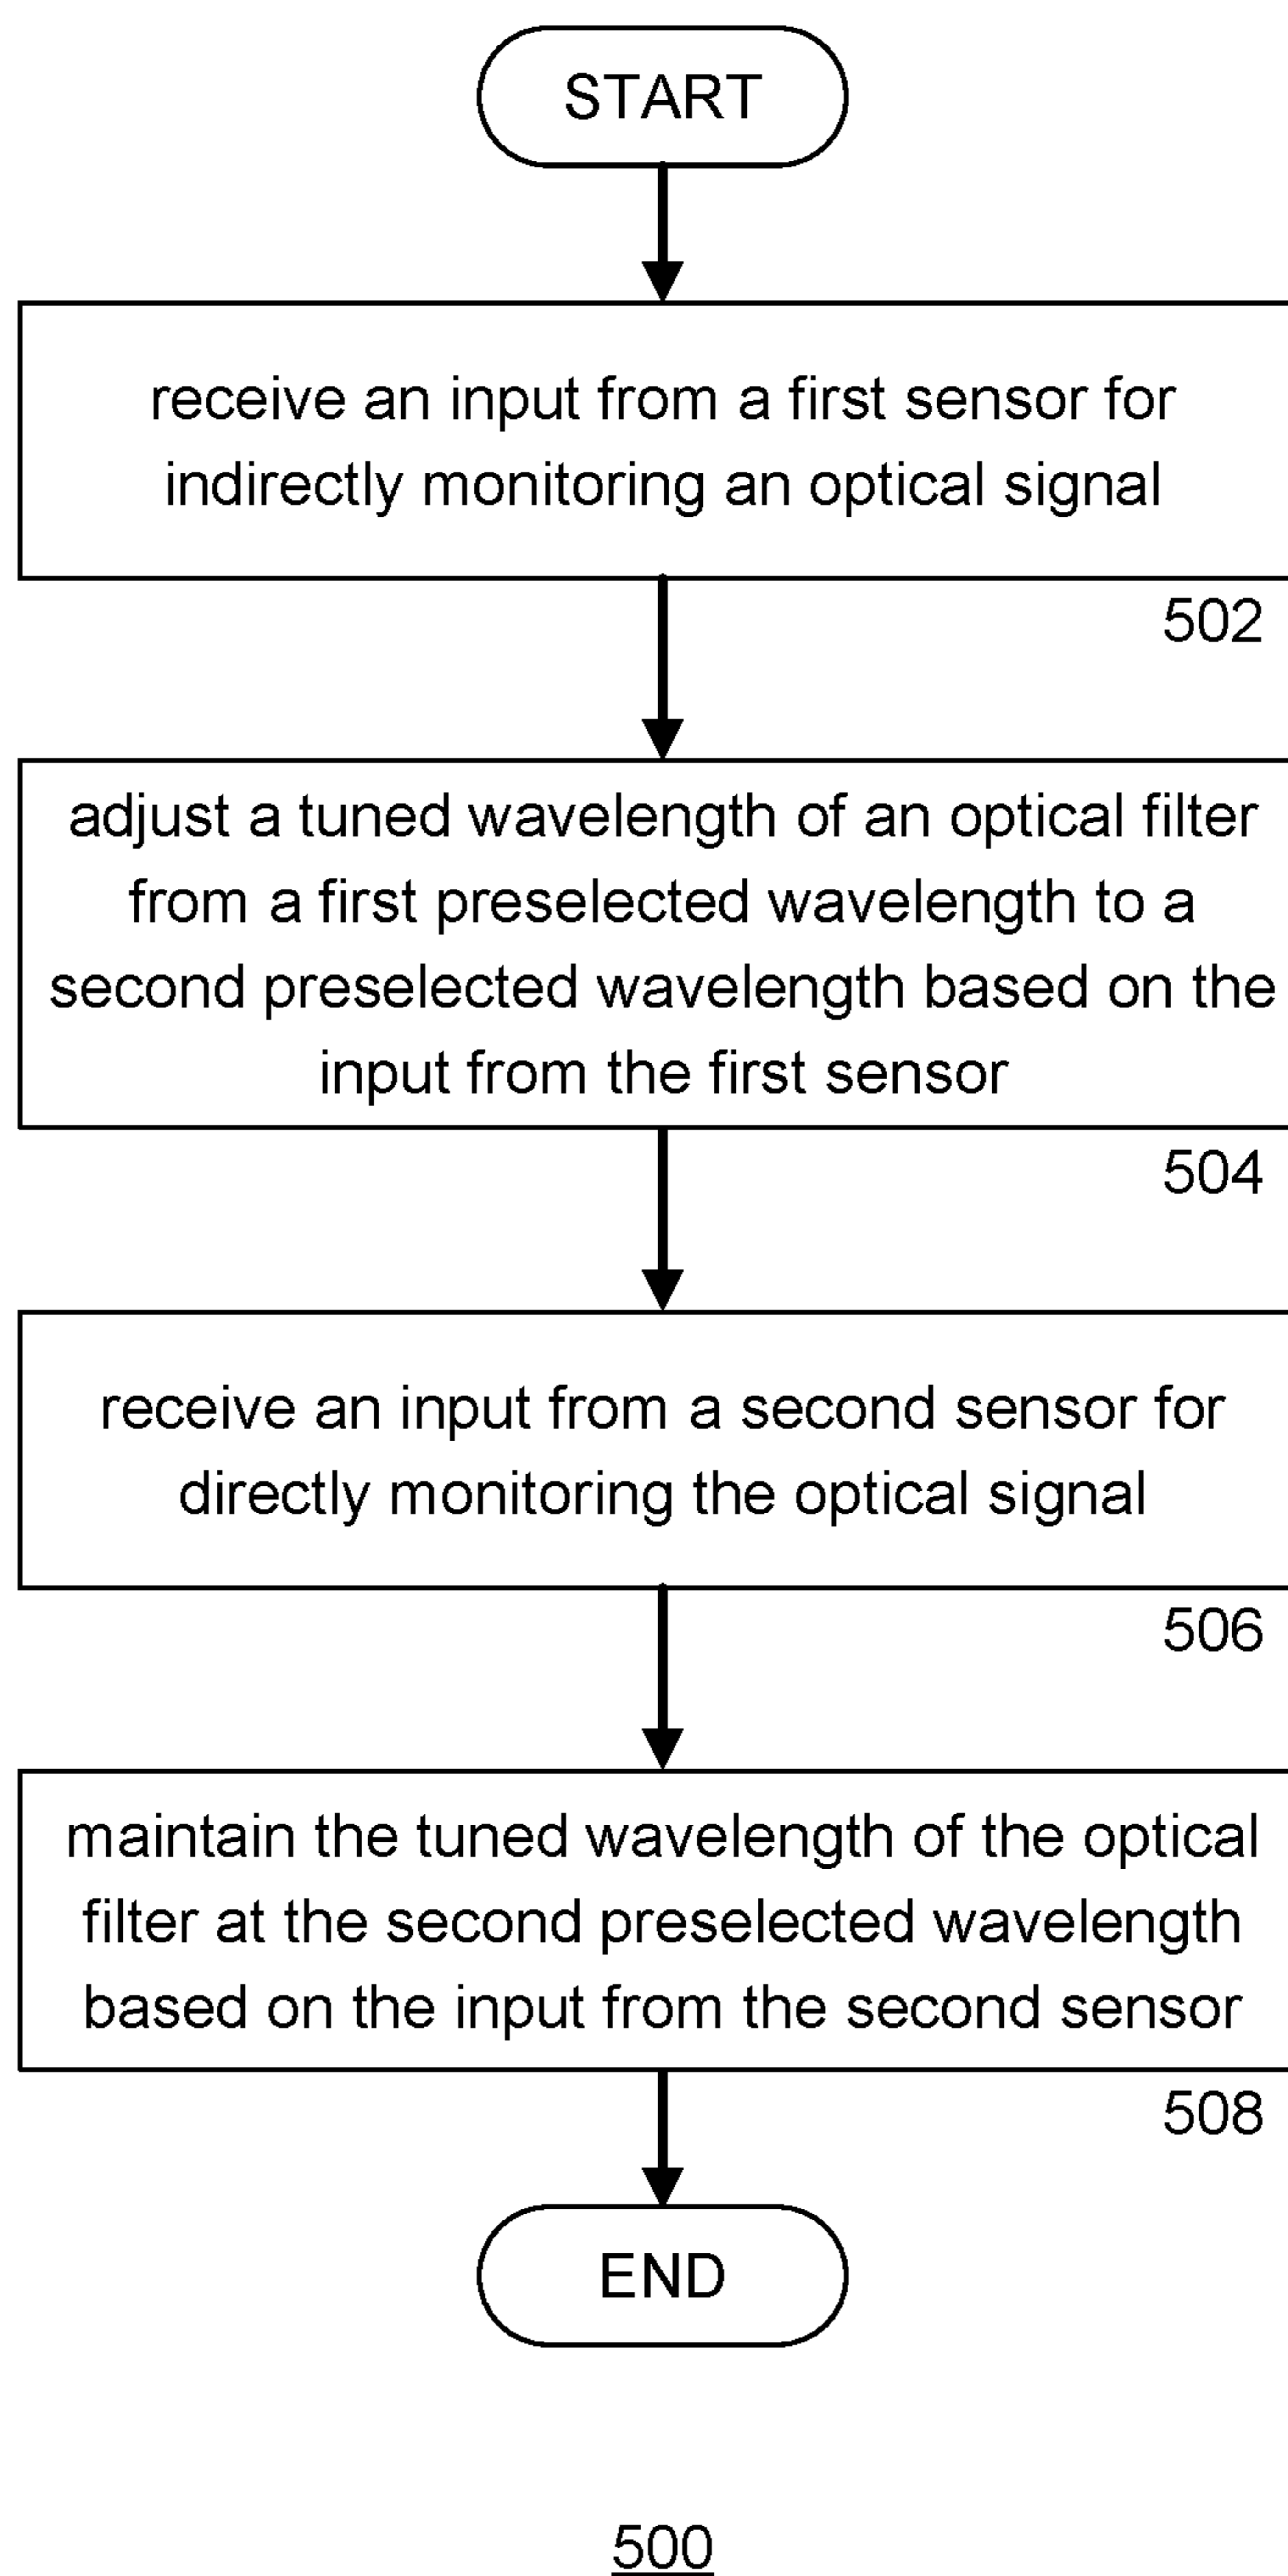 START
receive an input from a first sensor for
indirectly monitoring an optical signal
502
adjust a tuned wavelength of an optical filter
from a first preselected wavelength to a
second preselected wavelength based on the
input from the first sensor
504
receive an input from a second sensor for
directly monitoring the optical signal
506
maintain the tuned wavelength of the optical
filter at the second preselected wavelength
based on the input from the second sensor
508
END
500